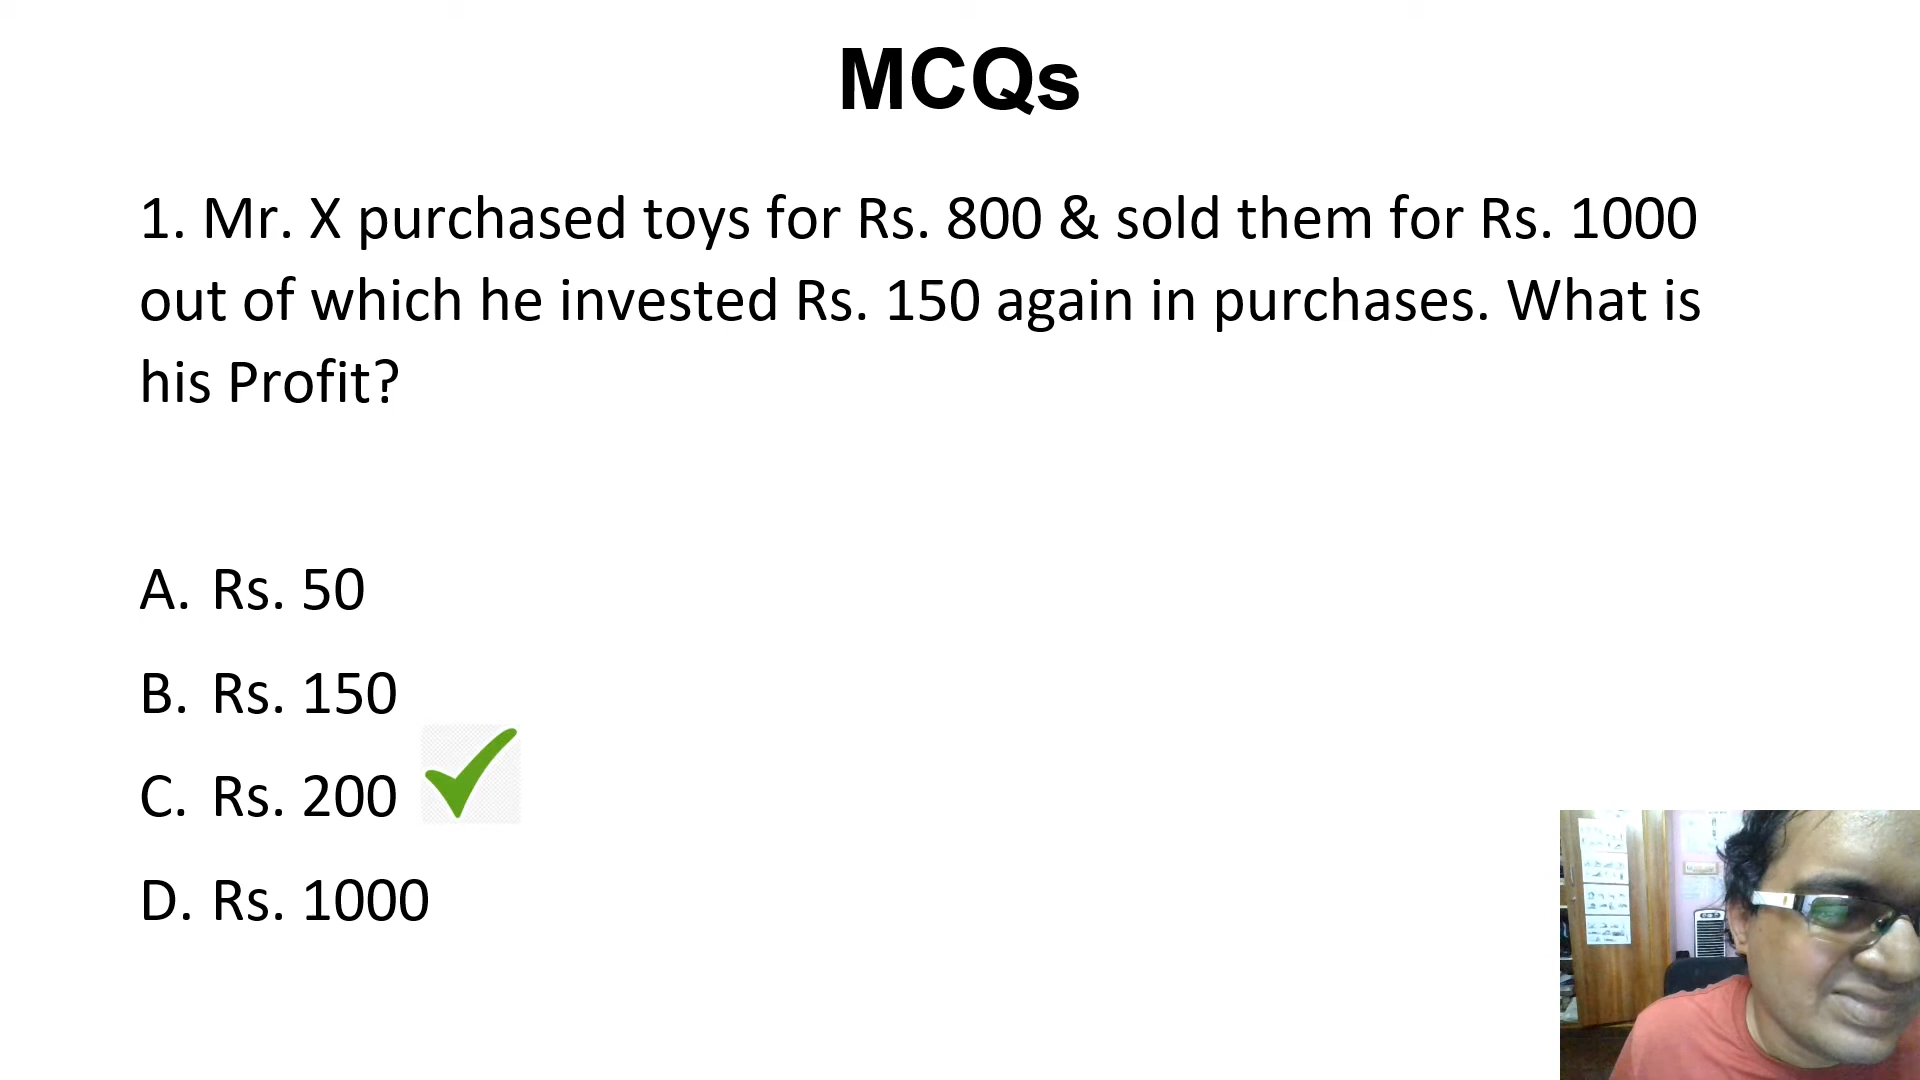 MCQs
1. Mr. X purchased toys for Rs. 800 & sold them for Rs. 1000
out of which he invested Rs. 150 again in purchases. What is
his Profit?
A. Rs. 50
B. Rs. 150
C. Rs. 200
D. Rs. 1000